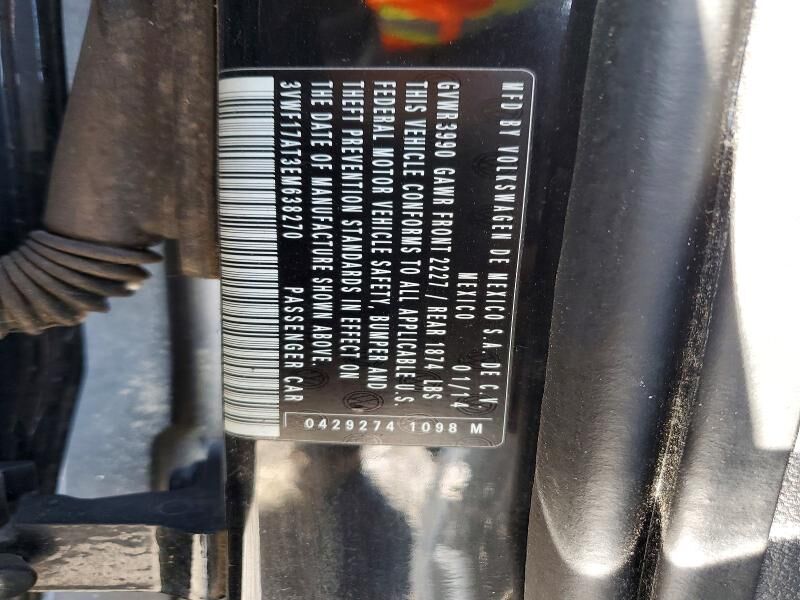 MFD BY VOLKSWAGEN DE MEXICO S.A. DE C.V
MEXICO 01/14
GVWR 3990 GAWR FRONT 2227 / REAR 1874 LBS
THIS VEHICLE CONFORMS TO ALL APPLICABLE U.S.
FEDERAL MOTOR VEHICLE SAFETY, BUMPER AND
THEFT PREVENTION STANDARDS IN EFFECT ON
THE DATE OF MANUFACTURE SHOWN ABOVE.
3VWF17AT3EM638270 PASSENGER CAR
0429274 1098 M